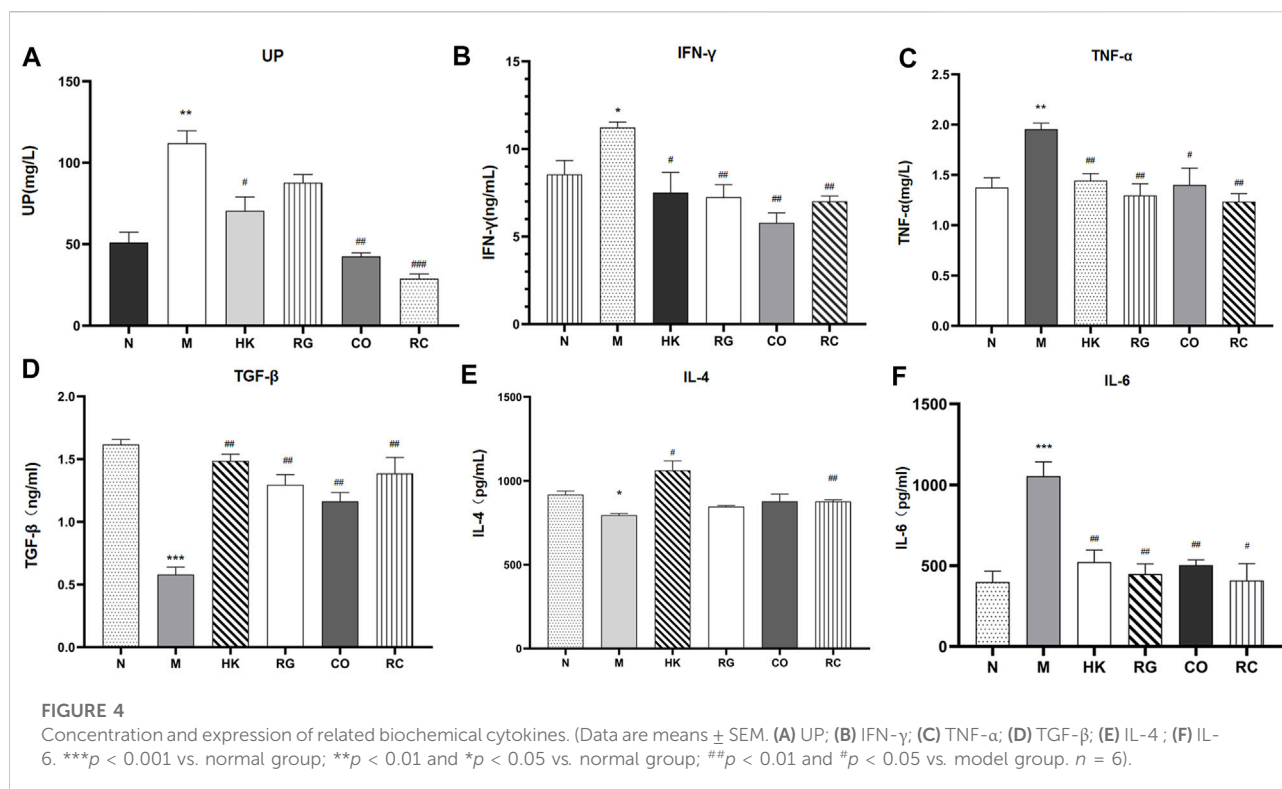 A
UP
UP(mg/L)
150
100
50
0
**
#
##
###
N M HK RG CO RC
B
IFN-γ
IFN-γ(ng/mL)
15
10
5
0
*
#
##
##
##
N M HK RG CO RC
C
TNF-α
TNF-α(mg/L)
2.5
2.0
1.5
1.0
0.5
0.0
**
##
##
#
##
N M HK RG CO RC
D
TGF-β
TGF-β（ng/ml）
2.0
1.5
1.0
0.5
0.0
***
##
##
##
##
N M HK RG CO RC
E
IL-4
IL-4（pg/mL）
1500
1000
500
0
*
#
##
N M HK RG CO RC
F
IL-6
IL-6（pg/ml）
1500
1000
500
0
***
##
##
##
#
N M HK RG CO RC
FIGURE 4
Concentration and expression of related biochemical cytokines. (Data are means ± SEM. (A) UP; (B) IFN-γ; (C) TNF-α; (D) TGF-β; (E) IL-4 ; (F) IL-
6. ***p < 0.001 vs. normal group; **p < 0.01 and *p < 0.05 vs. normal group; ##p < 0.01 and #p < 0.05 vs. model group. n = 6).